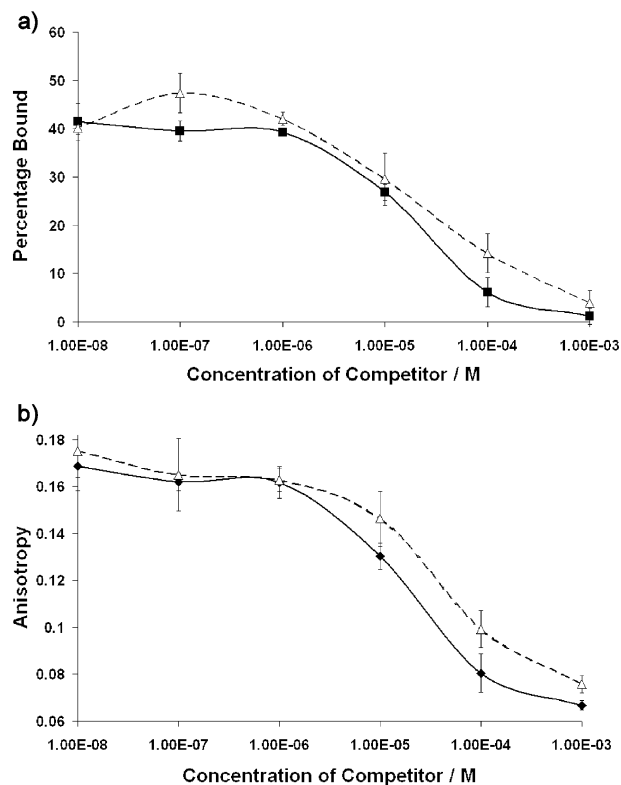 a)
60
50
40
30
20
10
0
Percentage Bound
1.00E-08 1.00E-07 1.00E-06 1.00E-05 1.00E-04 1.00E-03
Concentration of Competitor / M
b)
0.18
0.16
0.14
0.12
0.1
0.08
0.06
Anisotropy
1.00E-08 1.00E-07 1.00E-06 1.00E-05 1.00E-04 1.00E-03
Concentration of Competitor / M